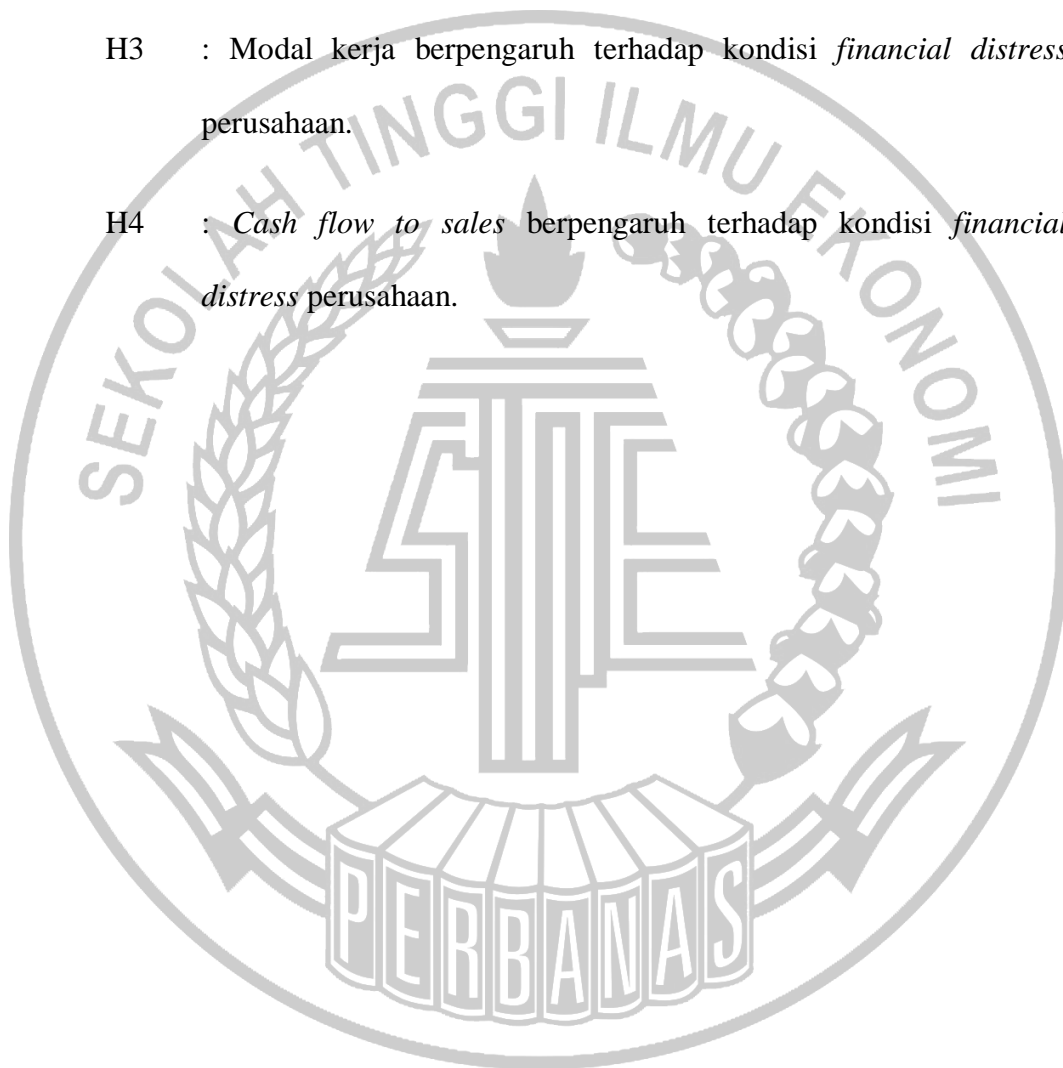 H3 : Modal kerja berpengaruh terhadap kondisi financial distress
perusahaan.
H4 : Cash flow to sales berpengaruh terhadap kondisi financial
distress perusahaan.
SEKOLAH TINGGI ILMU EKONOMI
STIE
PERBANAS